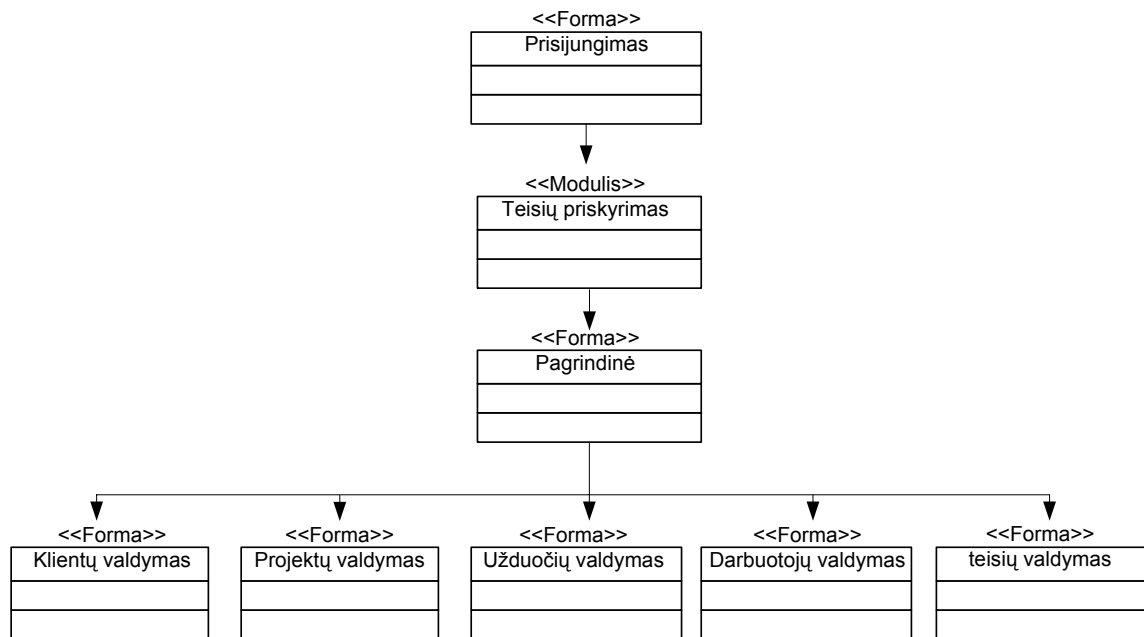 <<Forma>>
Prisijungimas
<<Modulis>>
Teisių priskyrimas
<<Forma>>
Pagrindinė
<<Forma>> <<Forma>> <<Forma>> <<Forma>> <<Forma>>
Klientų valdymas Projektų valdymas Užduočių valdymas Darbuotojų valdymas teisių valdymas